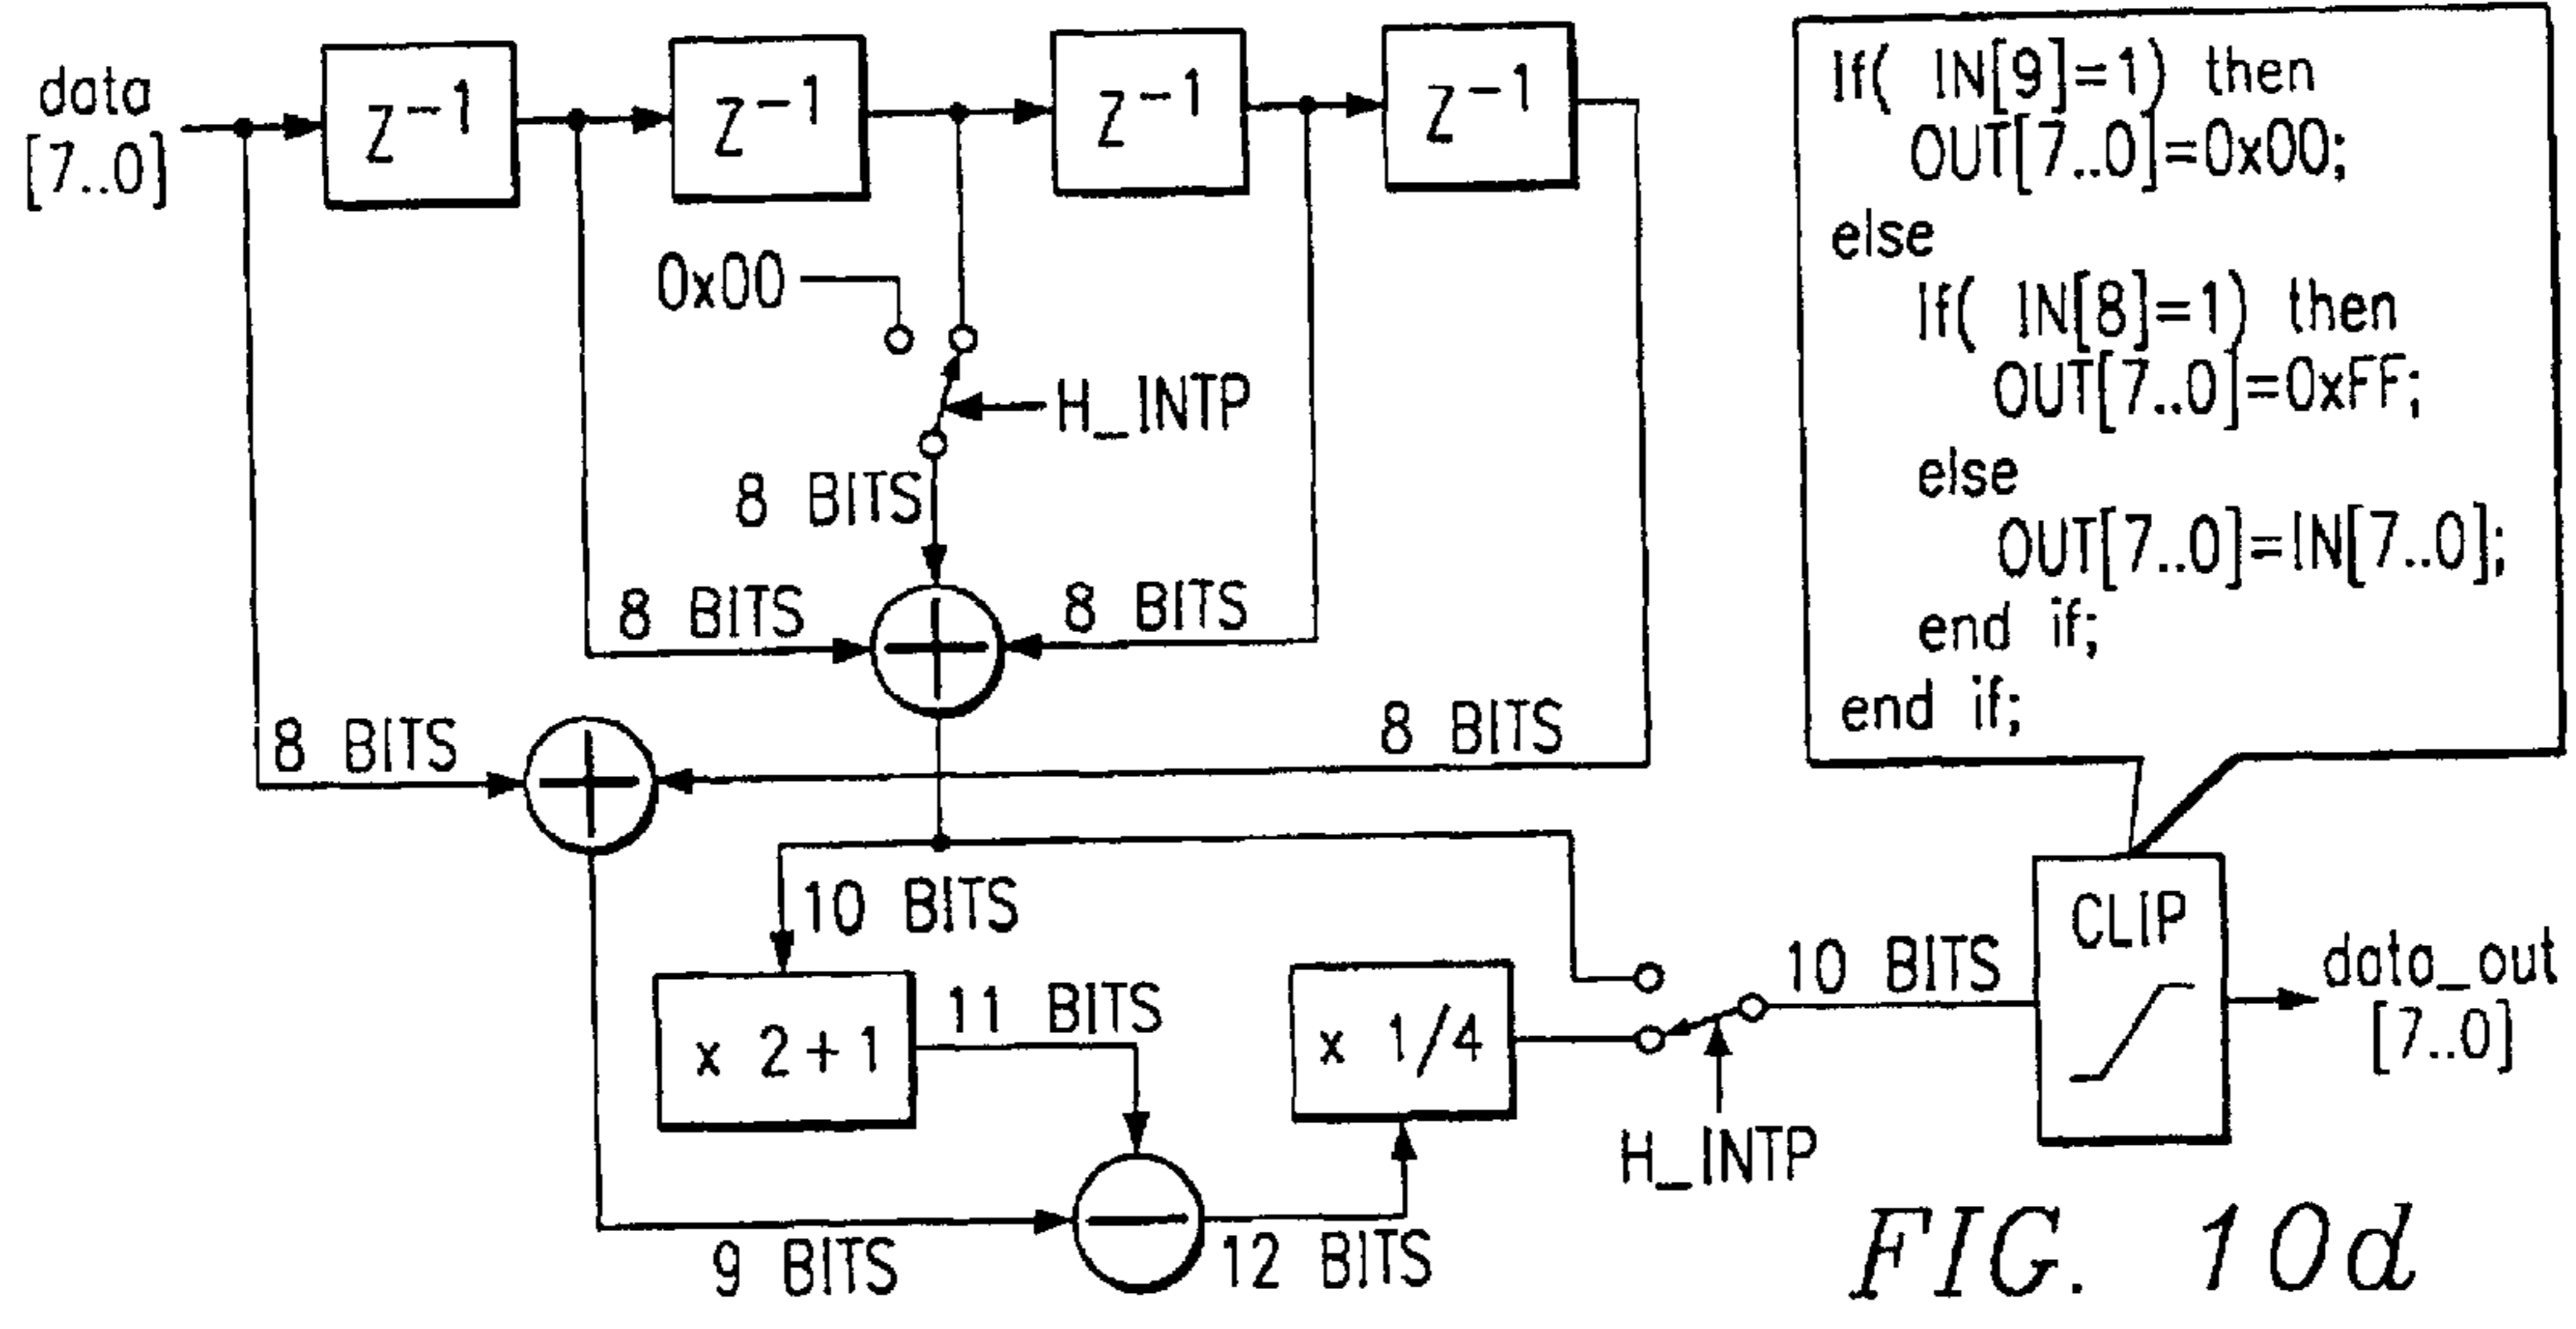 data
[7..0]
Z⁻¹
Z⁻¹
Z⁻¹
Z⁻¹
0x00
H_INTP
8 BITS
8 BITS
8 BITS
8 BITS
8 BITS
10 BITS
x 2+1
11 BITS
9 BITS
12 BITS
x 1/4
H_INTP
10 BITS
CLIP
data_out
[7..0]
If( IN[9]=1) then
OUT[7..0]=0x00;
else
If( IN[8]=1) then
OUT[7..0]=0xFF;
else
OUT[7..0]=IN[7..0];
end if;
end if;
FIG. 10d